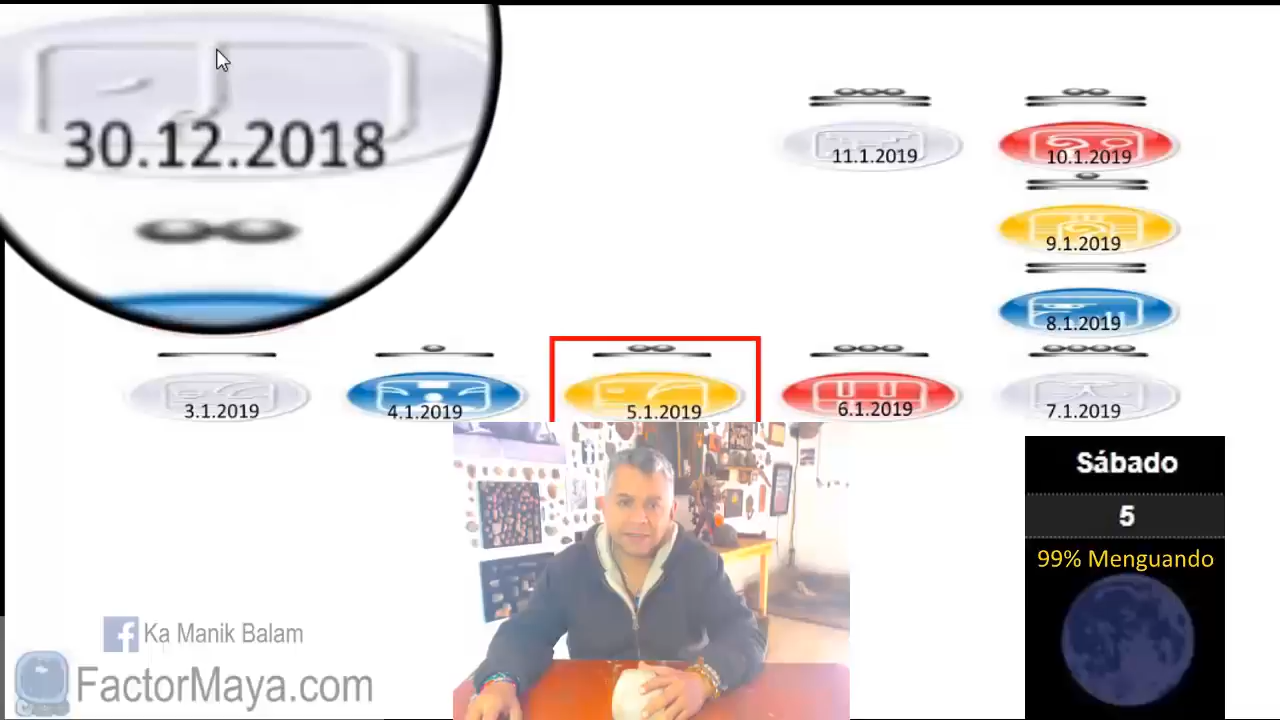 30.12.2018
11.1.2019
10.1.2019
9.1.2019
8.1.2019
3.1.2019
4.1.2019
5.1.2019
6.1.2019
7.1.2019
Sábado
5
99% Menguando
f Ka Manik Balam
FactorMaya.com